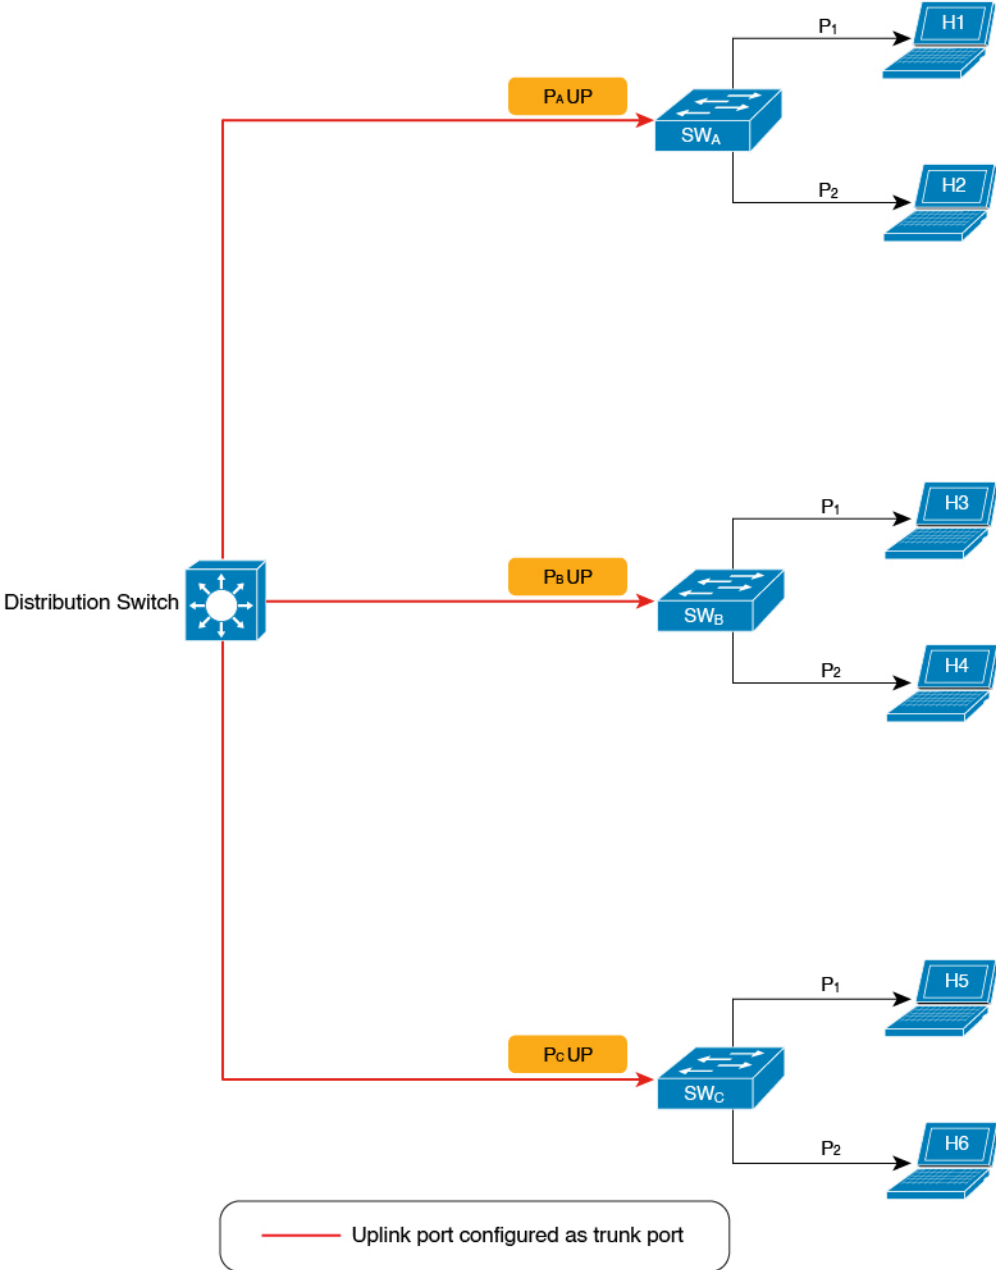 P₁
H1
PA UP
SWA
P₂
H2
P₁
H3
PB UP
Distribution Switch
SWB
P₂
H4
P₁
H5
PC UP
SWC
P₂
H6
Uplink port configured as trunk port